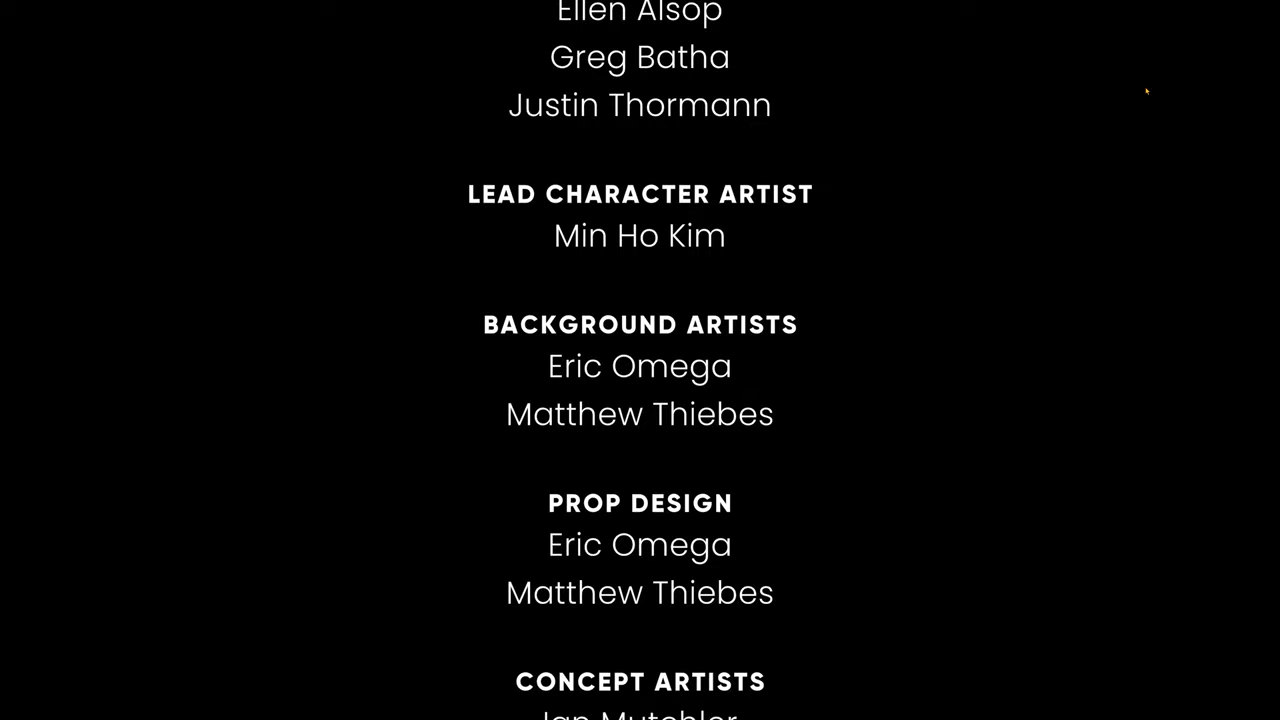 Ellen Alsop
Greg Batha
Justin Thormann
LEAD CHARACTER ARTIST
Min Ho Kim
BACKGROUND ARTISTS
Eric Omega
Matthew Thiebes
PROP DESIGN
Eric Omega
Matthew Thiebes
CONCEPT ARTISTS